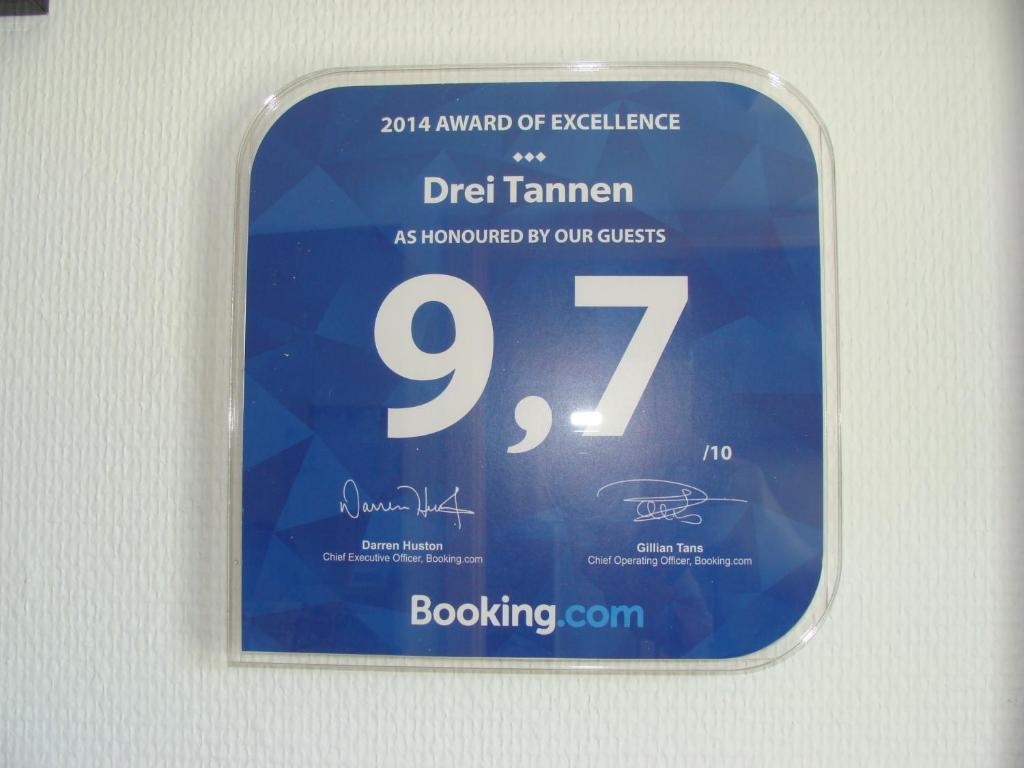 2014 AWARD OF EXCELLENCE
Drei Tannen
AS HONOURED BY OUR GUESTS
9,7
/10
Darren Huston
Chief Executive Officer, Booking.com
Gillian Tans
Chief Operating Officer, Booking.com
Booking.com